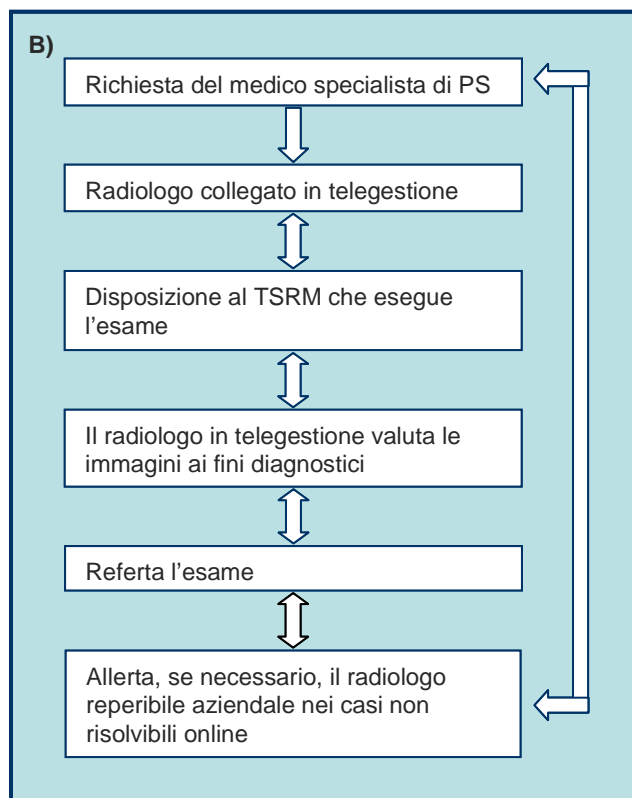 B)
Richiesta del medico specialista di PS
Radiologo collegato in telegestione
Disposizione al TSRM che esegue
l'esame
Il radiologo in telegestione valuta le
immagini ai fini diagnostici
Referta l'esame
Allerta, se necessario, il radiologo
reperibile aziendale nei casi non
risolvibili online